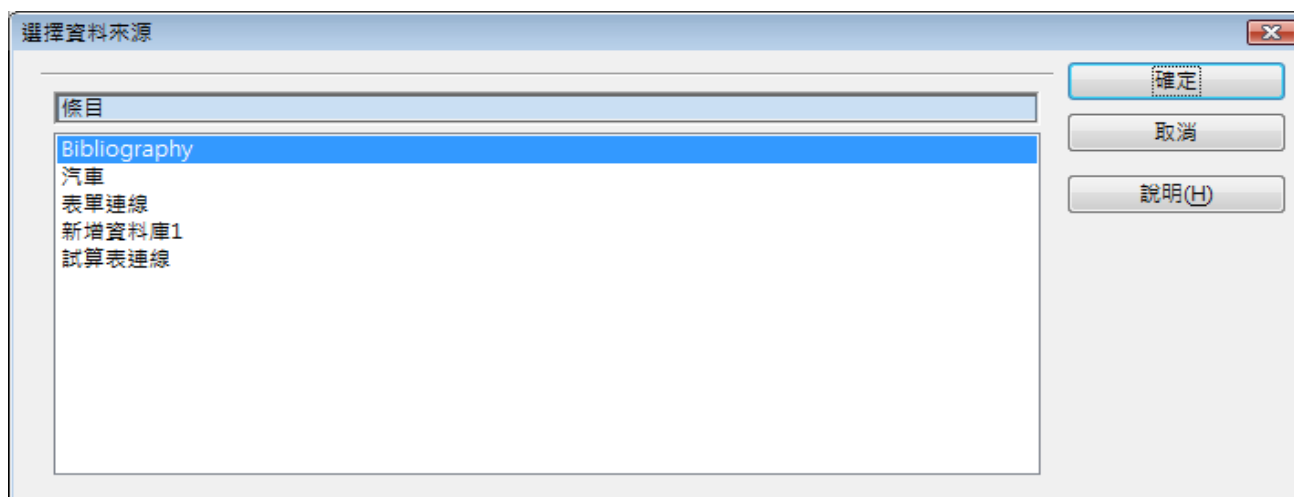 選擇資料來源
條目
Bibliography
汽車
表單連線
新增資料庫1
試算表連線
確定
取消
說明(H)